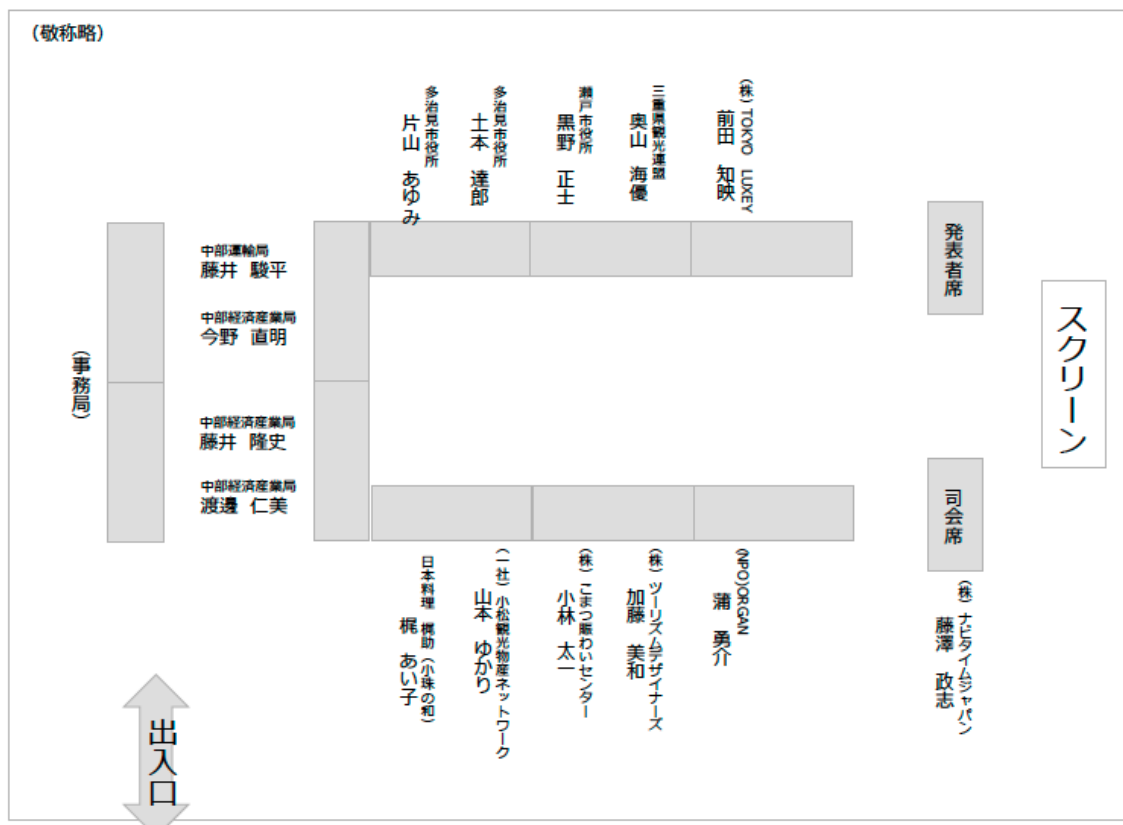 （敬称略）
多治見市役所
片山 あゆみ
多治見市役所
土本 達郎
瀬戸市役所
黒野 正士
三重県観光連盟
奥山 海優
（株）TOKYO LUXEY
前田 知映
発表者席
スクリーン
中部運輸局
藤井 駿平
中部経済産業局
今野 直明
（事務局）
中部経済産業局
藤井 隆史
中部経済産業局
渡邊 仁美
司会席
日本料理 梶助（小珠の和）
梶 あい子
（一社）小松観光物産ネットワーク
山本 ゆかり
（株）こまつ賑わいセンター
小林 太一
（株）ツーリズムデザイナーズ
加藤 美和
(NPO)ORGAN
蒲 勇介
（株）ナビタイムジャパン
藤澤 政志
出入口